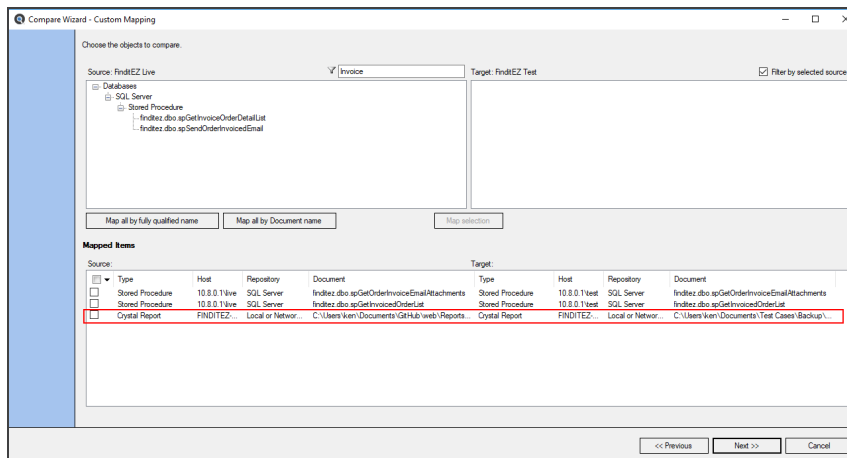 Compare Wizard - Custom Mapping
Choose the objects to compare.
Source: FinditEZ Live Invoice Target: FinditEZ Test Filter by selected source
Databases
SQL Server
Stored Procedure
finditez.dbo.spGetInvoiceOrderDetailList
finditez.dbo.spSendOrderInvoicedEmail
Map all by fully qualified name Map all by Document name Map selection
Mapped Items
Source: Target:
Type Host Repository Document Type Host Repository Document
Stored Procedure 10.8.0.1\live SQL Server finditez.dbo.spGetOrderInvoiceEmailAttachments Stored Procedure 10.8.0.1\test SQL Server finditez.dbo.spGetOrderInvoiceEmailAttachments
Stored Procedure 10.8.0.1\live SQL Server finditez.dbo.spGetInvoicedOrderList Stored Procedure 10.8.0.1\test SQL Server finditez.dbo.spGetInvoicedOrderList
Crystal Report FINDITEZ-... Local or Networ... C:\Users\ken\Documents\GitHub\web\Reports... Crystal Report FINDITEZ-... Local or Networ... C:\Users\ken\Documents\Test Cases\Backup\...
<< Previous Next >> Cancel